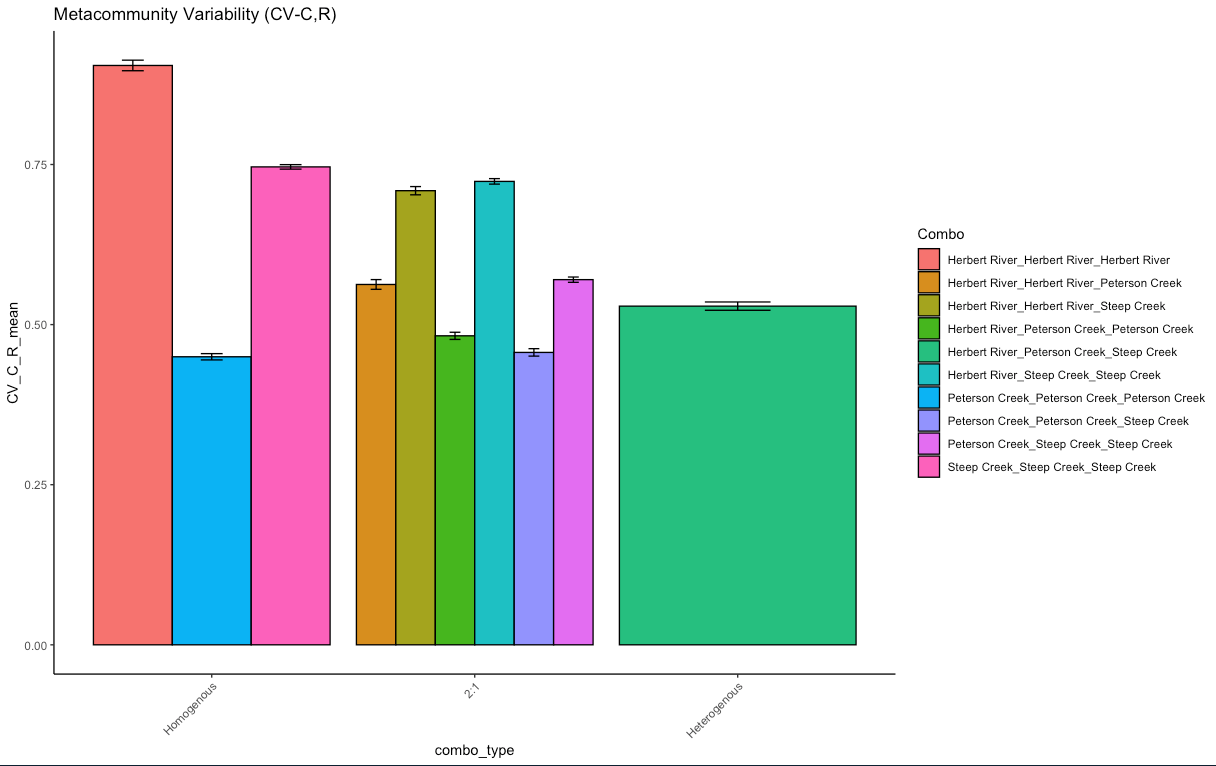 Metacommunity Variability (CV-C,R)
CV_C_R_mean
0.75
0.50
0.25
0.00
Homogenous
2:1
Heterogenous
combo_type
Combo
Herbert River_Herbert River_Herbert River
Herbert River_Herbert River_Peterson Creek
Herbert River_Herbert River_Steep Creek
Herbert River_Peterson Creek_Peterson Creek
Herbert River_Peterson Creek_Steep Creek
Herbert River_Steep Creek_Steep Creek
Peterson Creek_Peterson Creek_Peterson Creek
Peterson Creek_Peterson Creek_Steep Creek
Peterson Creek_Steep Creek_Steep Creek
Steep Creek_Steep Creek_Steep Creek